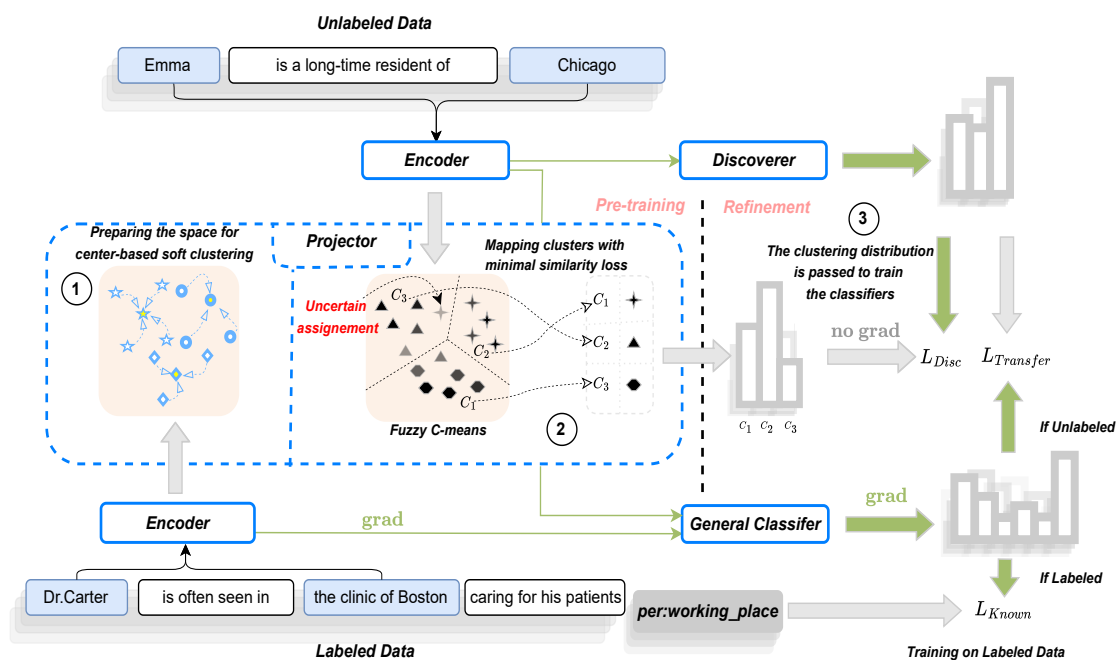 Unlabeled Data
Emma
is a long-time resident of
Chicago
Encoder
Discoverer
Pre-training
Refinement
3
Preparing the space for
center-based soft clustering
Projector
Mapping clusters with
minimal similarity loss
The clustering distribution
is passed to train
the classifiers
1
Uncertain
assignement
C3
C2
C1
C1
C2
C3
Fuzzy C-means
2
C1 C2 C3
no grad
LDisc
LTransfer
If Unlabeled
Encoder
grad
General Classifer
grad
If Labeled
Dr.Carter
is often seen in
the clinic of Boston
caring for his patients
per:working_place
LKnown
Labeled Data
Training on Labeled Data